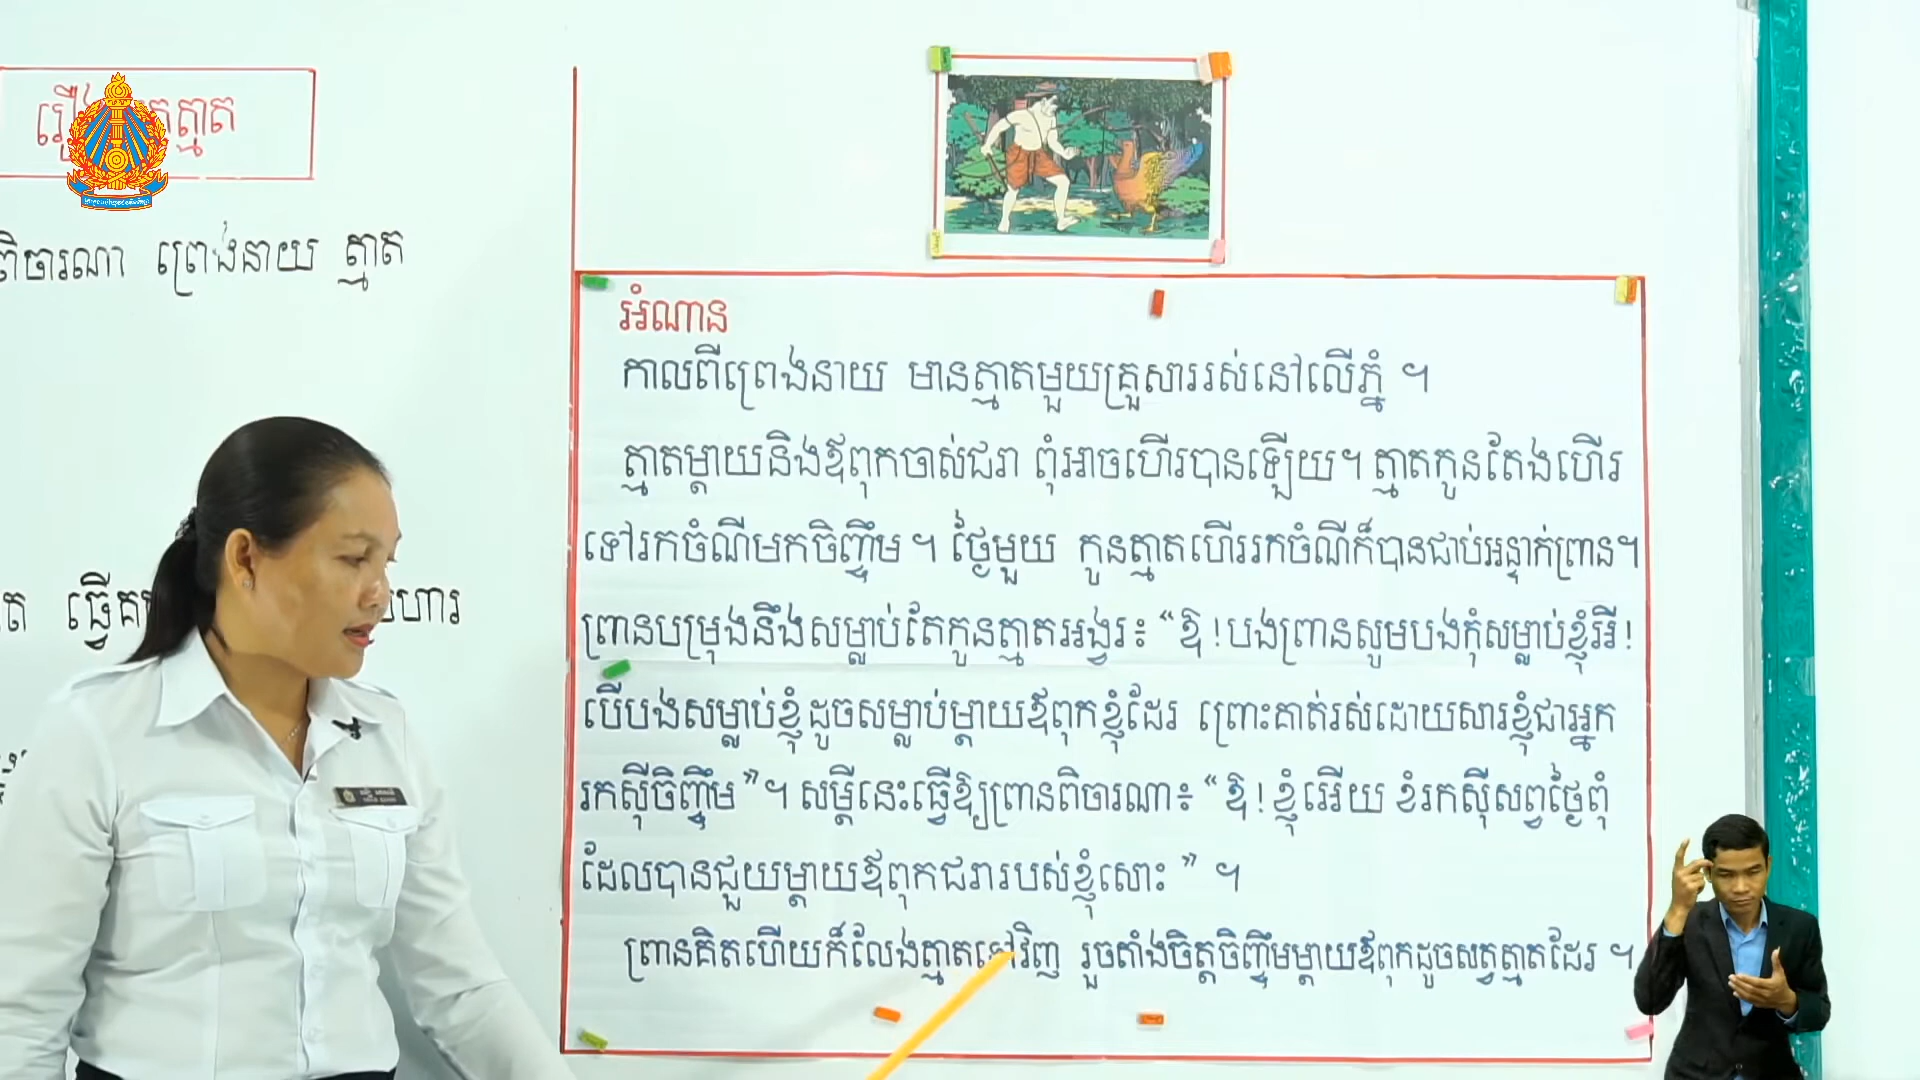 រឿង ត្មាត
ពិចារណា ព្រេងនាយ ត្មាត
ធ្វើ
អំណាន
កាលពីព្រេងនាយ មានត្មាតមួយគ្រួសាររស់នៅលើភ្នំ ។
ត្មាតម្ដាយនិងឪពុកចាស់ជរា ពុំអាចហើរបានឡើយ។ ត្មាតកូនតែងហើរ
ទៅរកចំណីមកចិញ្ចឹម ។ ថ្ងៃមួយ កូនត្មាតហើររកចំណីក៏បានជាប់អន្ទាក់ព្រាន។
ព្រានបម្រុងនឹងសម្លាប់តែកូនត្មាតអង្វរ៖ “ឱ ! បងព្រានសូមបងកុំសម្លាប់ខ្ញុំអី !
បើបងសម្លាប់ខ្ញុំដូចសម្លាប់ម្ដាយឪពុកខ្ញុំដែរ ព្រោះគាត់រស់ដោយសារខ្ញុំជាអ្នក
រកស៊ីចិញ្ចឹម ”។ សម្ដីនេះធ្វើឱ្យព្រានពិចារណា៖ “ឱ ! ខ្ញុំអើយ ខំរកស៊ីសព្វថ្ងៃពុំ
ដែលបានជួយម្ដាយឪពុកជរារបស់ខ្ញុំសោះ ” ។
ព្រានគិតហើយក៏លែងត្មាតទៅវិញ រួចតាំងចិត្តចិញ្ចឹមម្ដាយឪពុកដូចសត្វត្មាតដែរ ។